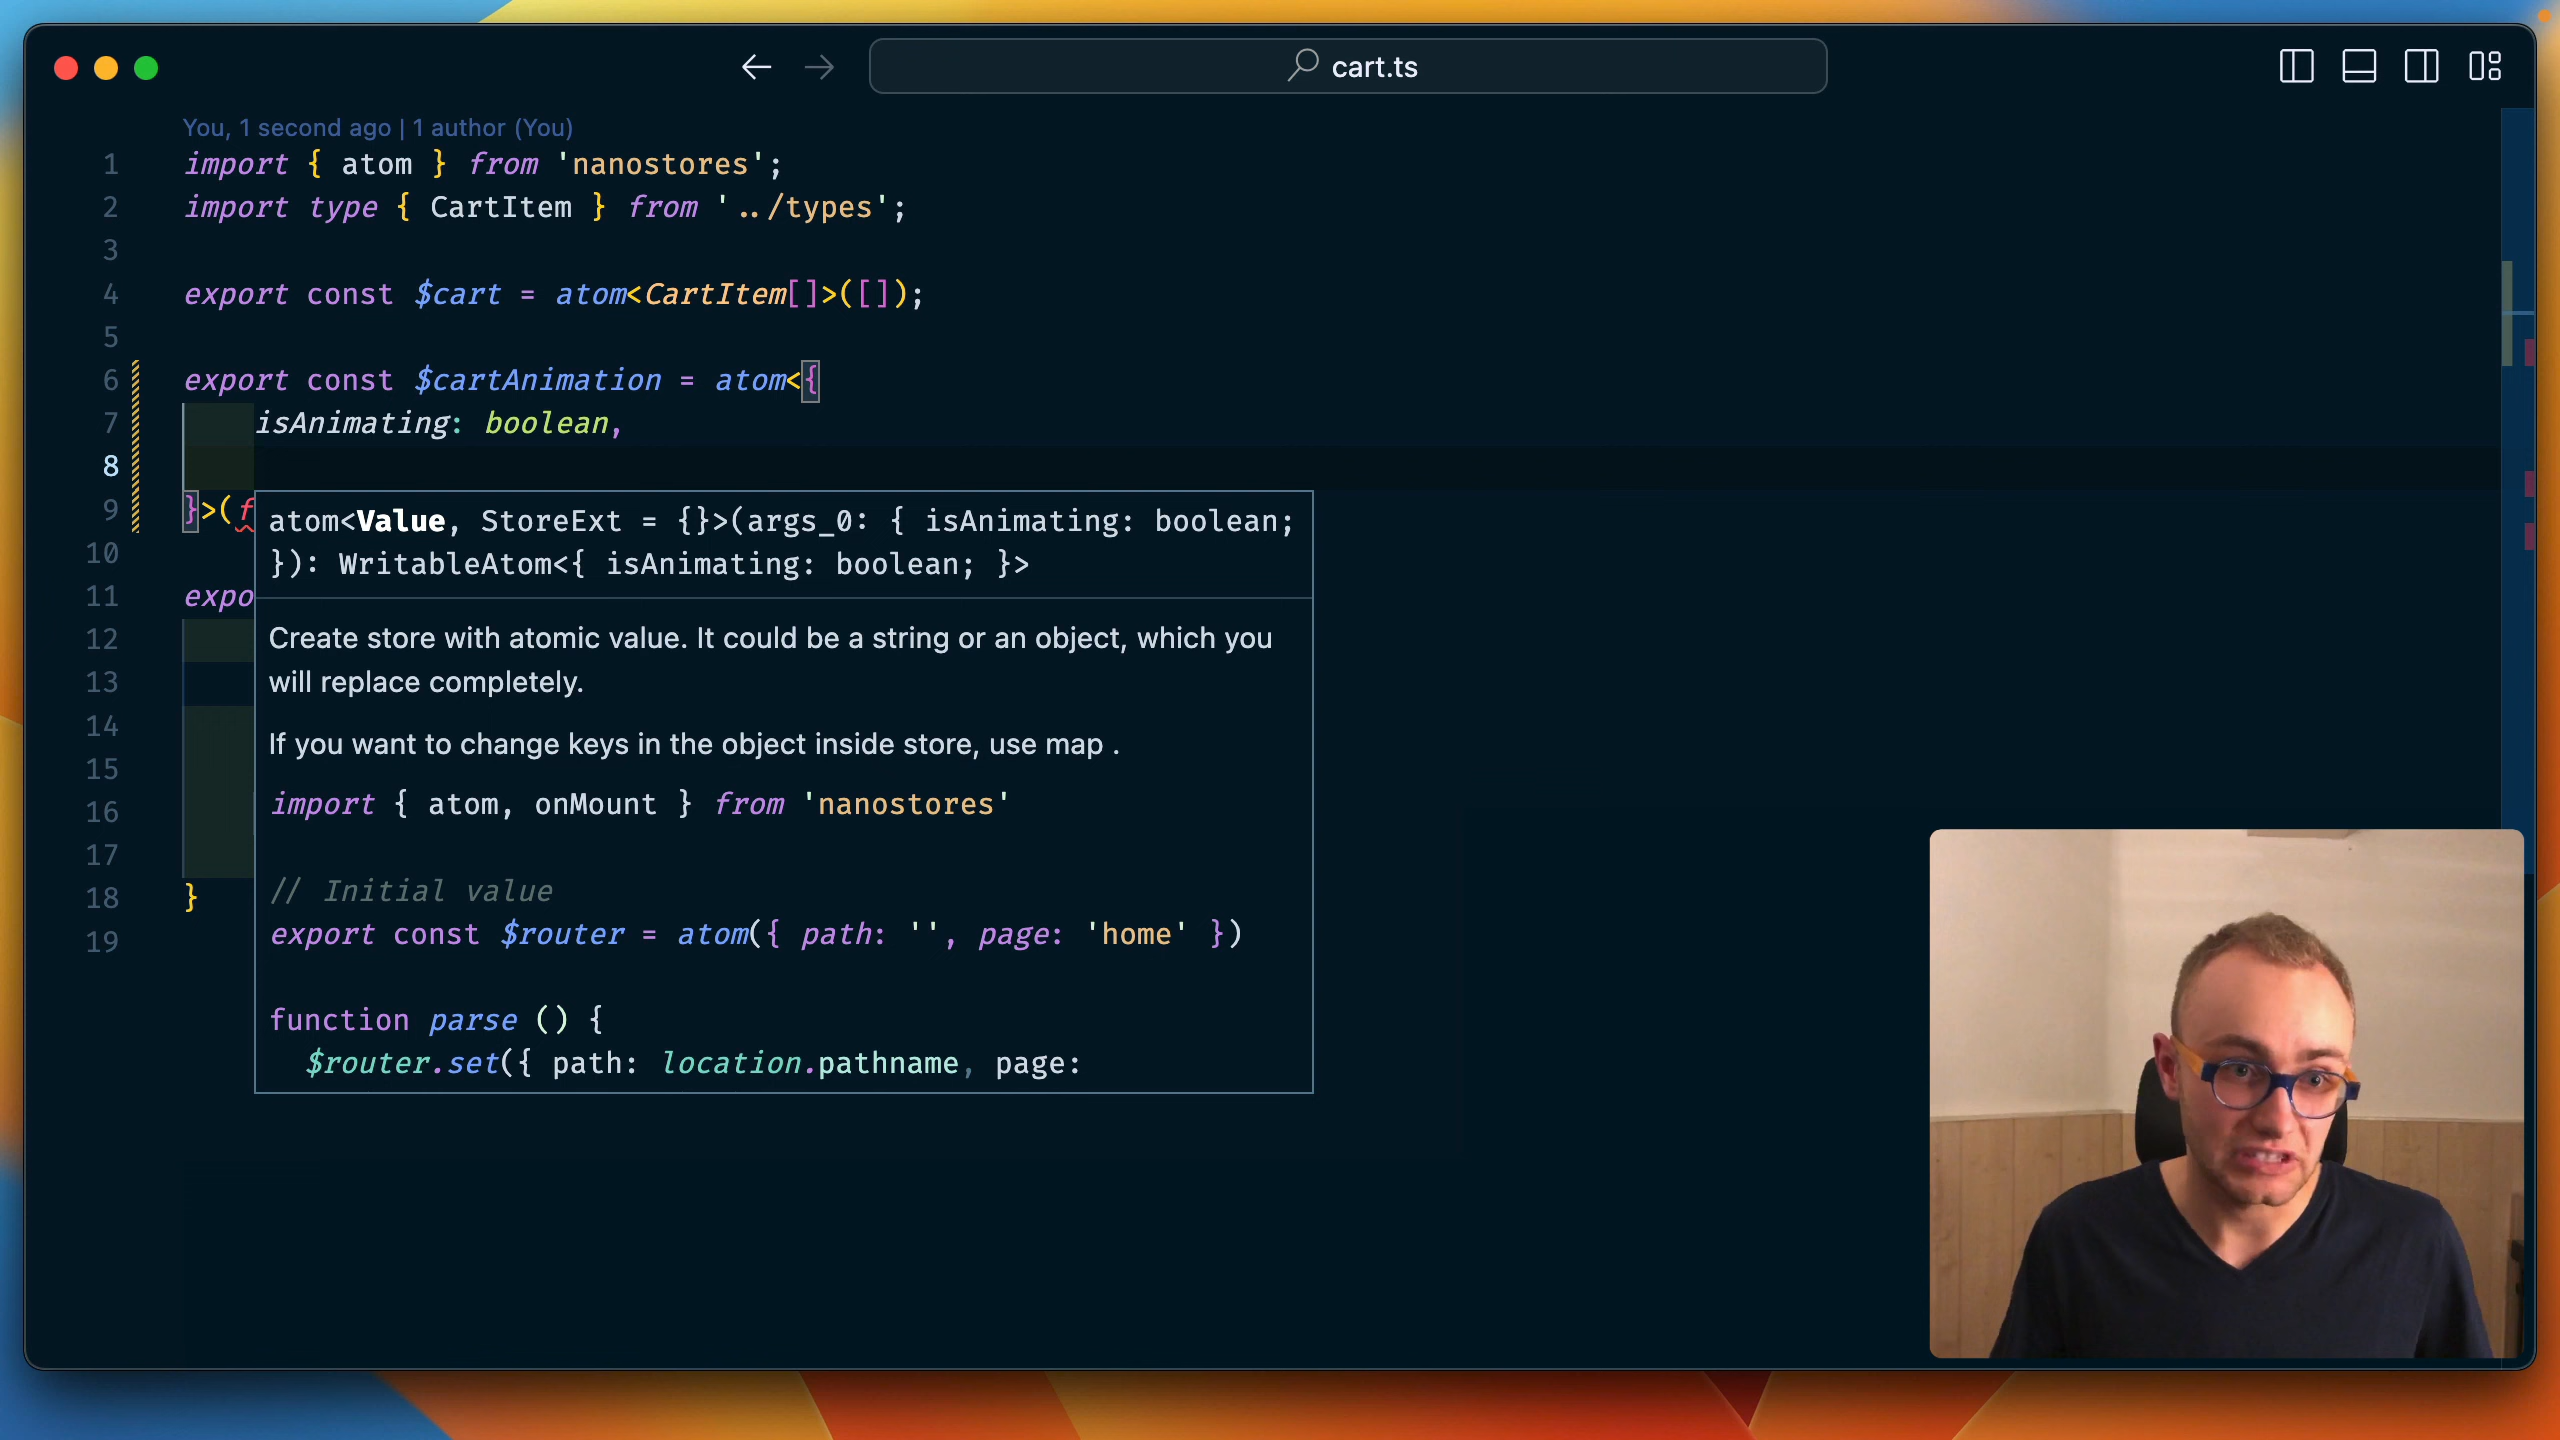 cart.ts
You, 1 second ago | 1 author (You)
1 import { atom } from 'nanostores';
2 import type { CartItem } from '../types';
3
4 export const $cart = atom<CartItem[]>([]);
5
6 export const $cartAnimation = atom<{
7 isAnimating: boolean,
8
9 }>(f
10
11 expo
12
13
14
15
16
17
18 }
19
atom<Value, StoreExt = {}>(args_0: { isAnimating: boolean;
}): WritableAtom<{ isAnimating: boolean; }>
Create store with atomic value. It could be a string or an object, which you
will replace completely.
If you want to change keys in the object inside store, use map .
import { atom, onMount } from 'nanostores'
// Initial value
export const $router = atom({ path: '', page: 'home' })
function parse () {
$router.set({ path: location.pathname, page: